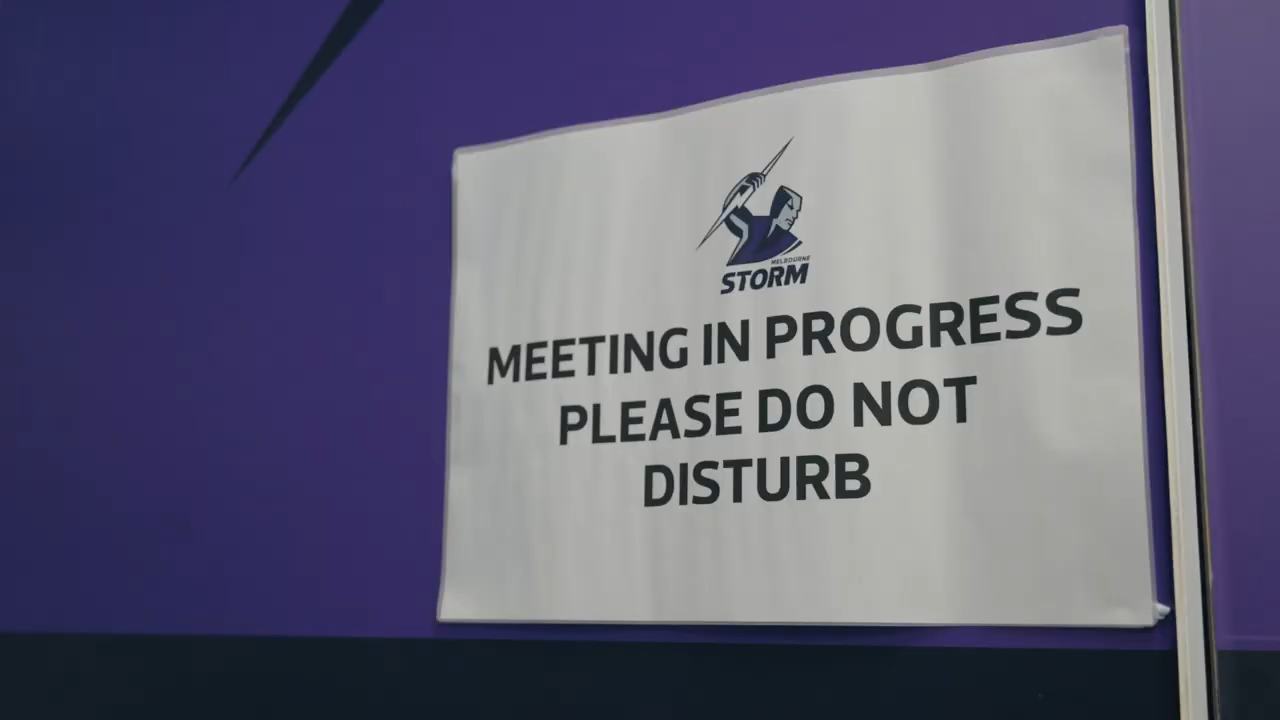 MELBOURNE
STORM
MEETING IN PROGRESS
PLEASE DO NOT
DISTURB